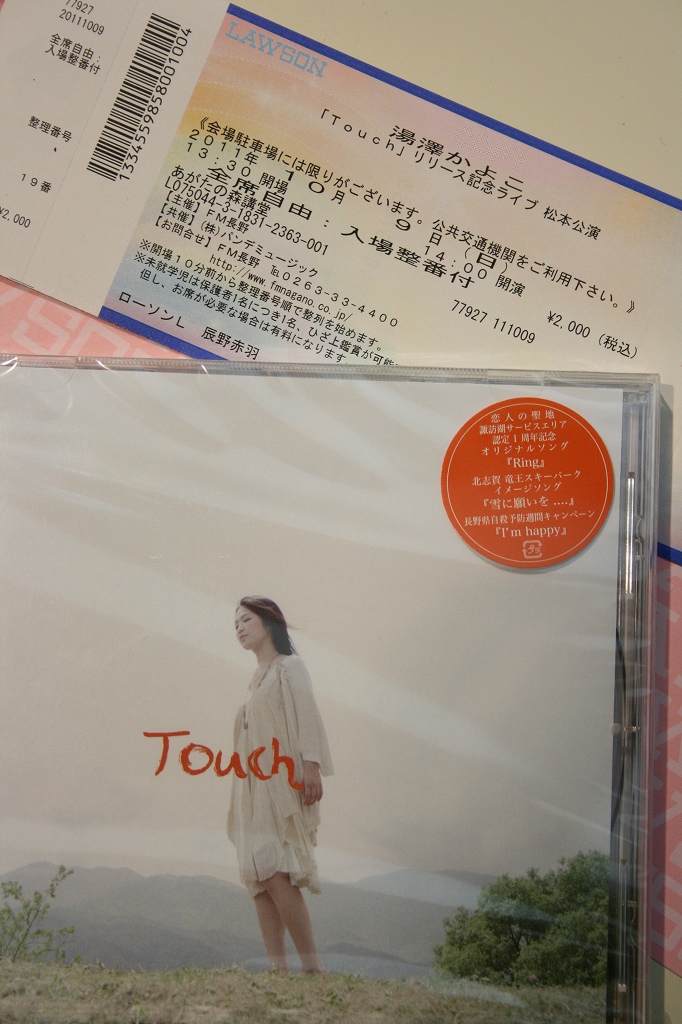 77927
20111009
全席自由:
入場整番付
整理番号
19番
¥2,000
1334559858001004
LAWSON
湯澤かよこ
「Touch」リリース記念ライブ 松本公演
《会場駐車場には限りがございます。公共交通機関をご利用下さい。》
2011年 10月 9日(日)
13:30 開場 14:00 開演
全席自由:入場整番付
あがたの森講堂 ¥2,000(税込)
L075044-3-1831-2363-001
77927 111009
【主催】FM長野
【共催】(株)バンデミュージック
【お問合せ】FM長野 ℡0263-33-4400
http://www.fmnagano.co.jp/
※開場10分前から整理番号順で整列を始めます。
※未就学児は保護者1名につき1名、ひざ上鑑賞が可能
但し、お席が必要な場合は有料になります
ローソンL 辰野赤羽
恋人の聖地
諏訪湖サービスエリア
認定1周年記念
オリジナルソング
『Ring』
北志賀 竜王スキーパーク
イメージソング
『雪に願いを ....』
長野県自殺予防週間キャンペーン
『I'm happy』
Touch